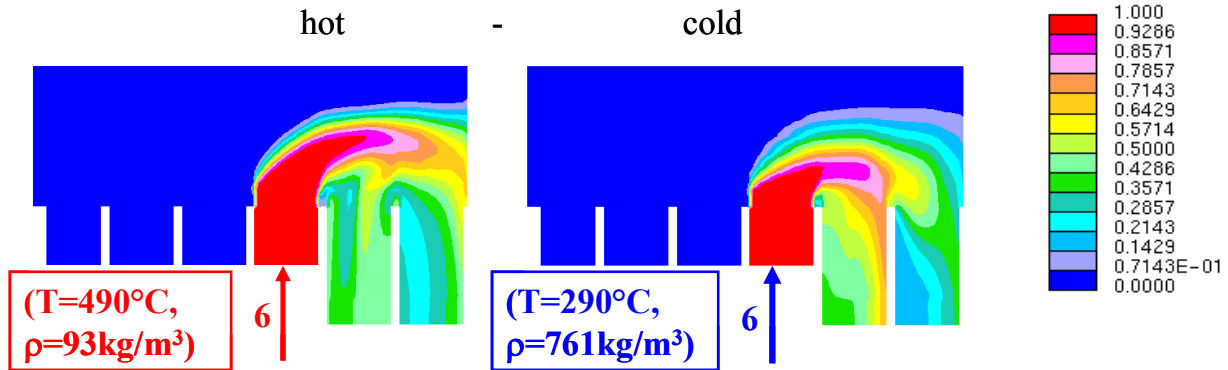 hot - cold
(T=490°C,
ρ=93kg/m³)
6
(T=290°C,
ρ=761kg/m³)
6
1.000
0.9286
0.8571
0.7857
0.7143
0.6429
0.5714
0.5000
0.4286
0.3571
0.2857
0.2143
0.1429
0.7143E-01
0.0000